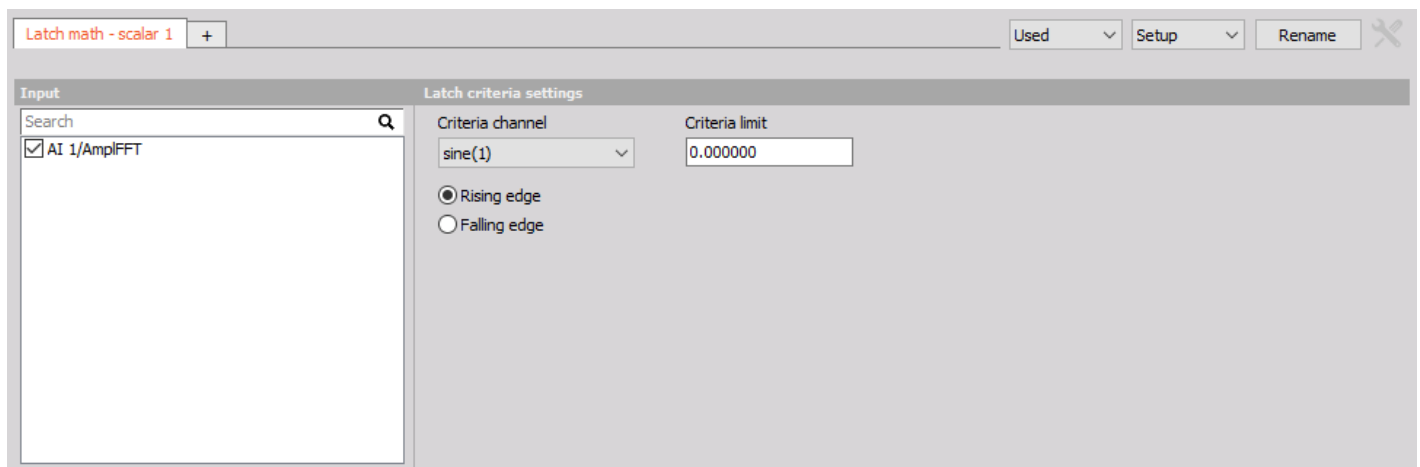 Latch math - scalar 1 + Used Setup Rename
Input Latch criteria settings
Search Criteria channel Criteria limit
AI 1/AmplFFT sine(1) 0.000000
Rising edge
Falling edge